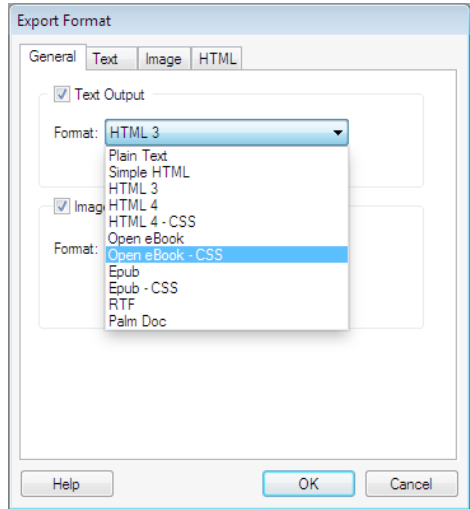 Export Format
General Text Image HTML
Text Output
Format: HTML 3
Plain Text
Simple HTML
HTML 3
HTML 4
HTML 4 - CSS
Open eBook
Open eBook - CSS
Epub
Epub - CSS
RTF
Palm Doc
Imag
Format:
Help OK Cancel